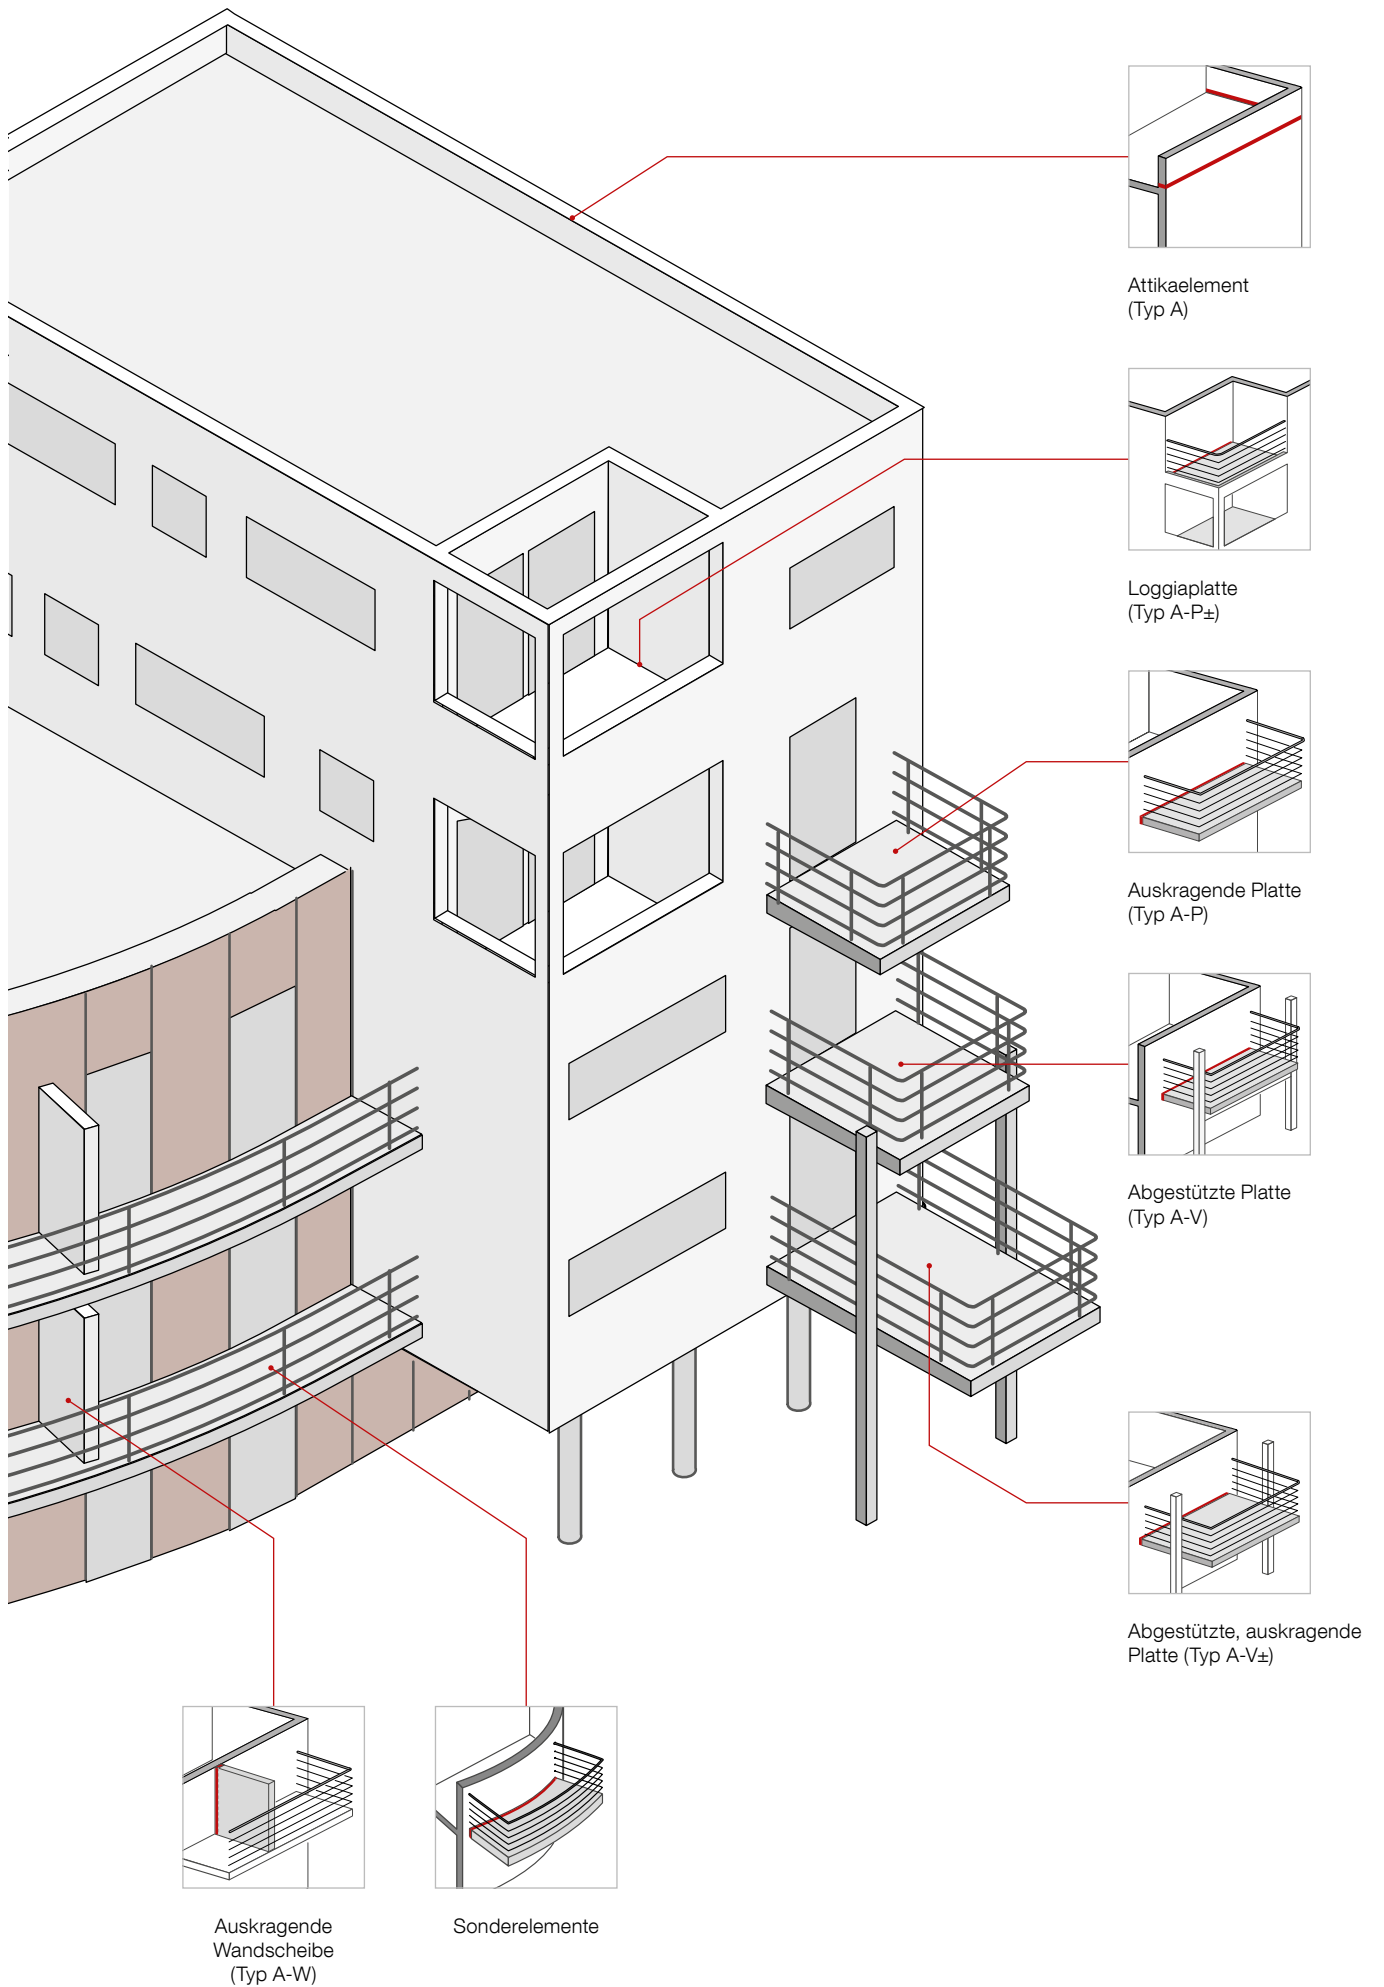 Attikaelement
(Typ A)
Loggiaplatte
(Typ A-P±)
Auskragende Platte
(Typ A-P)
Abgestützte Platte
(Typ A-V)
Abgestützte, auskragende
Platte (Typ A-V±)
Auskragende
Wandscheibe
(Typ A-W)
Sonderelemente